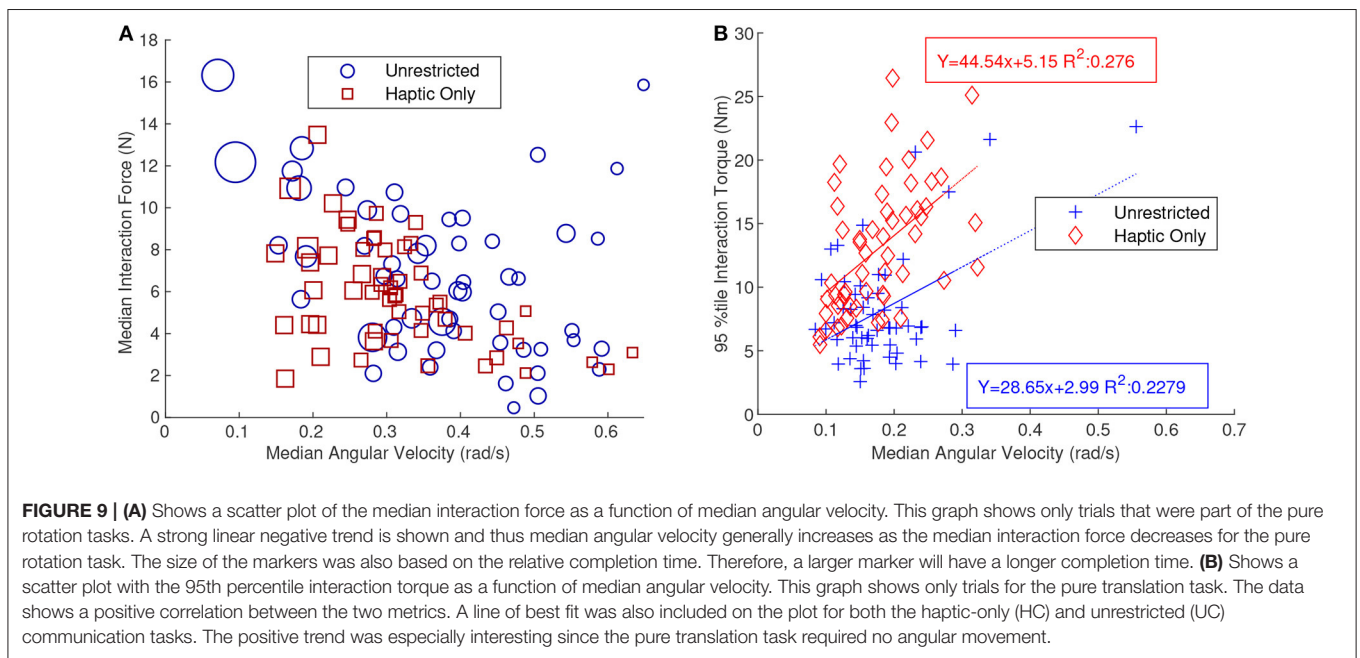 A
18
16
14
12
10
8
6
4
2
0
Median Interaction Force (N)
Unrestricted
Haptic Only
0
0.1
0.2
0.3
0.4
0.5
0.6
Median Angular Velocity (rad/s)
B
30
25
20
15
10
5
0
95 %tile Interaction Torque (Nm)
Y=44.54x+5.15 R²:0.276
Unrestricted
Haptic Only
Y=28.65x+2.99 R²:0.2279
0
0.1
0.2
0.3
0.4
0.5
0.6
0.7
Median Angular Velocity (rad/s)
FIGURE 9 | (A) Shows a scatter plot of the median interaction force as a function of median angular velocity. This graph shows only trials that were part of the pure
rotation tasks. A strong linear negative trend is shown and thus median angular velocity generally increases as the median interaction force decreases for the pure
rotation task. The size of the markers was also based on the relative completion time. Therefore, a larger marker will have a longer completion time. (B) Shows a
scatter plot with the 95th percentile interaction torque as a function of median angular velocity. This graph shows only trials for the pure translation task. The data
shows a positive correlation between the two metrics. A line of best fit was also included on the plot for both the haptic-only (HC) and unrestricted (UC)
communication tasks. The positive trend was especially interesting since the pure translation task required no angular movement.